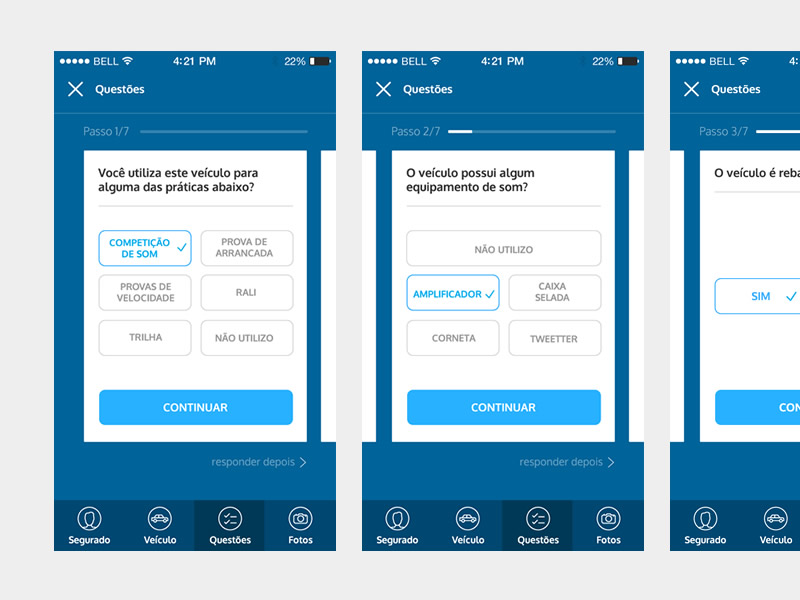 BELL 4:21 PM 22%
Questões
Passo 1/7
Você utiliza este veículo para
alguma das práticas abaixo?
COMPETIÇÃO
DE SOM
PROVA DE
ARRANCADA
PROVAS DE
VELOCIDADE
RALI
TRILHA
NÃO UTILIZO
CONTINUAR
responder depois
Segurado Veículo Questões Fotos
BELL 4:21 PM 22%
Questões
Passo 2/7
O veículo possui algum
equipamento de som?
NÃO UTILIZO
AMPLIFICADOR
CAIXA
SELADA
CORNETA
TWEETTER
CONTINUAR
responder depois
Segurado Veículo Questões Fotos
BELL 4:
Questões
Passo 3/7
O veículo é reba
SIM
CON
Segurado Veículo